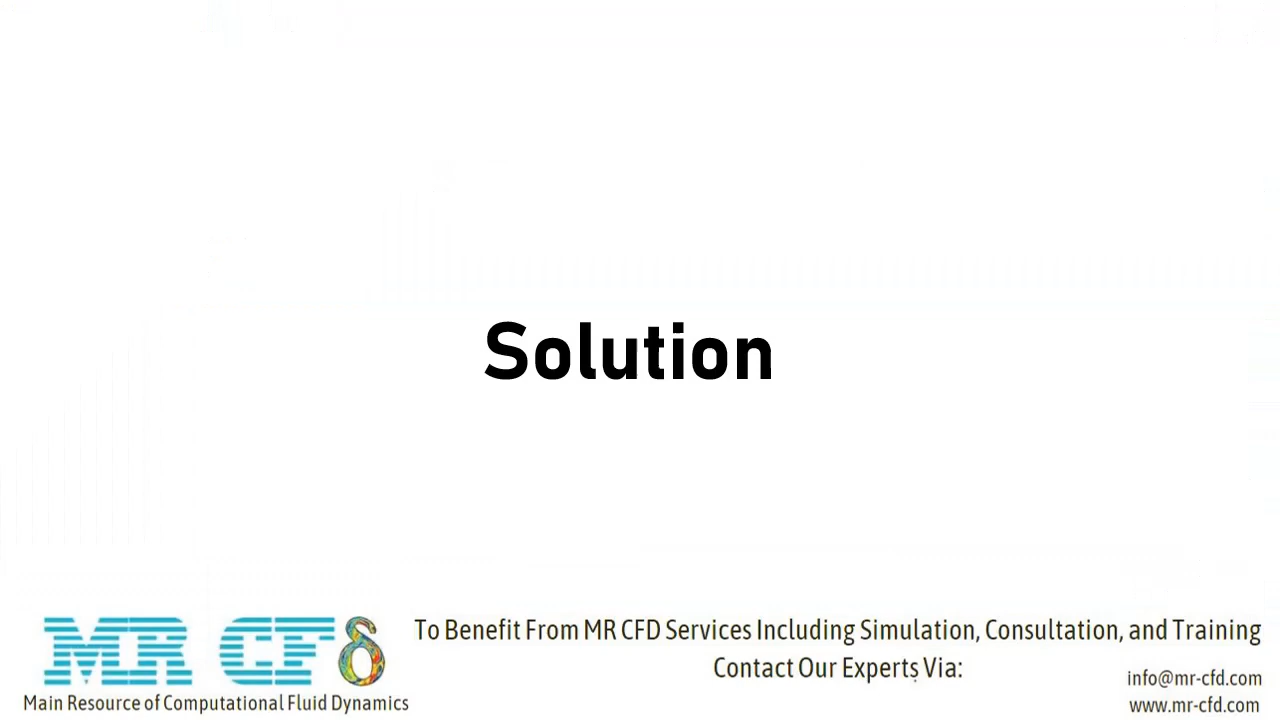 Solution
MR CFδ
Main Resource of Computational Fluid Dynamics
To Benefit From MR CFD Services Including Simulation, Consultation, and Training
Contact Our Experts Via:
info@mr-cfd.com
www.mr-cfd.com